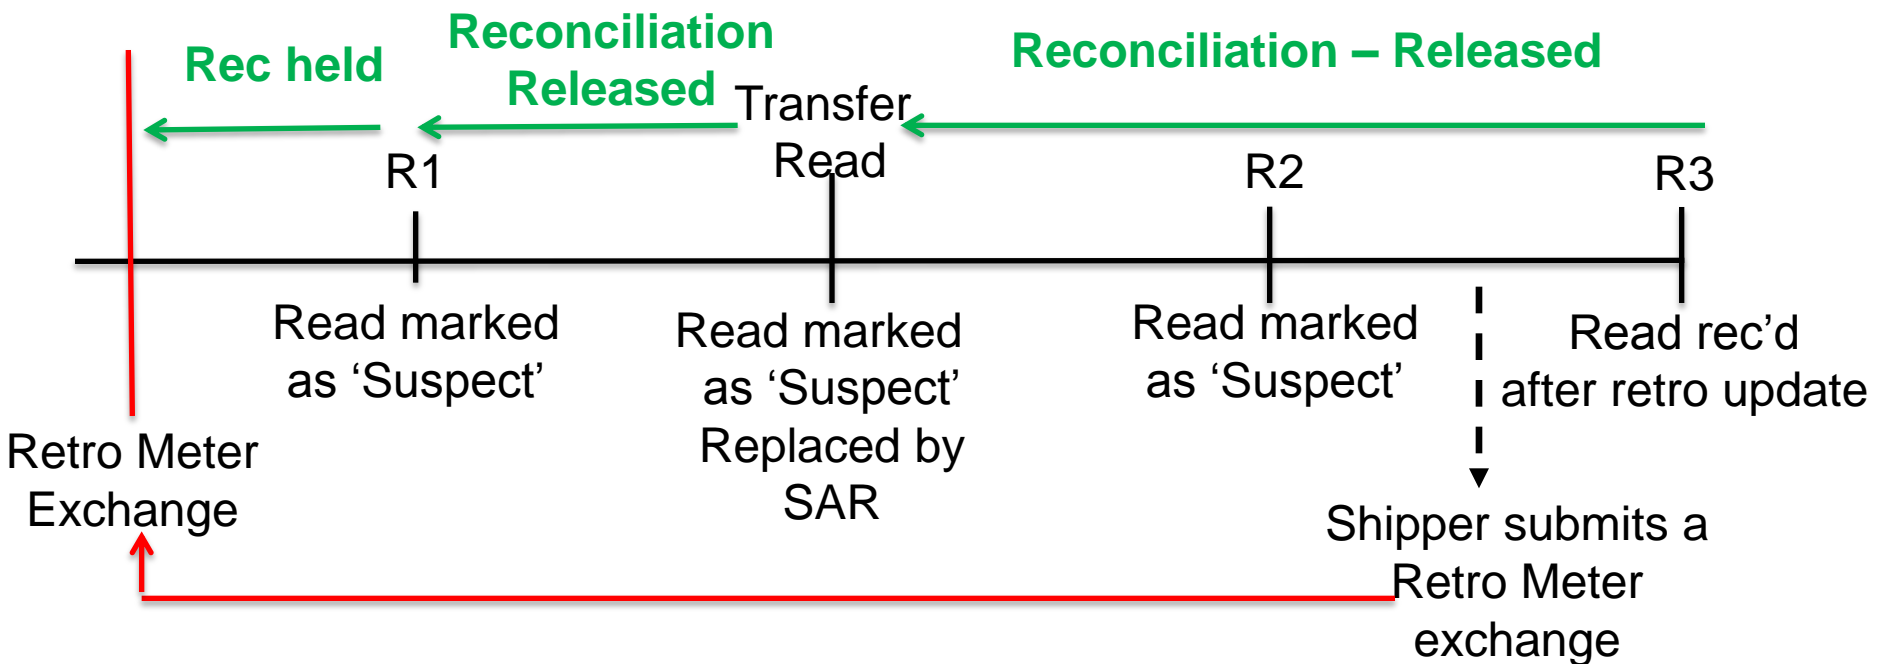 Rec held
Reconciliation
Released
Reconciliation – Released
Transfer
Read
R1
R2
R3
Read marked
as ‘Suspect’
Read marked
as ‘Suspect’
Replaced by
SAR
Read marked
as ‘Suspect’
Read rec’d
after retro update
Retro Meter
Exchange
Shipper submits a
Retro Meter
exchange